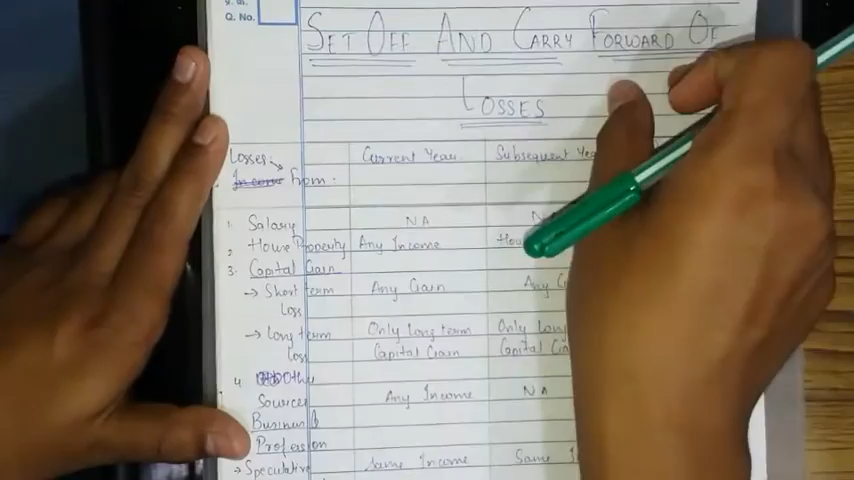 Q. No.
SET OFF AND CARRY FORWARD OF
LOSSES
Losses From: Current Year Subsequent Year
1. Salary NA
2. House Property Any Income
3. Capital Gain
→ Short term Loss Any Gain Any
→ Long term Loss Only Long term Capital Gain Only Long Capital
4. Other Sources Any Income NA
Business &
Profession
→ Speculative Same Income Same